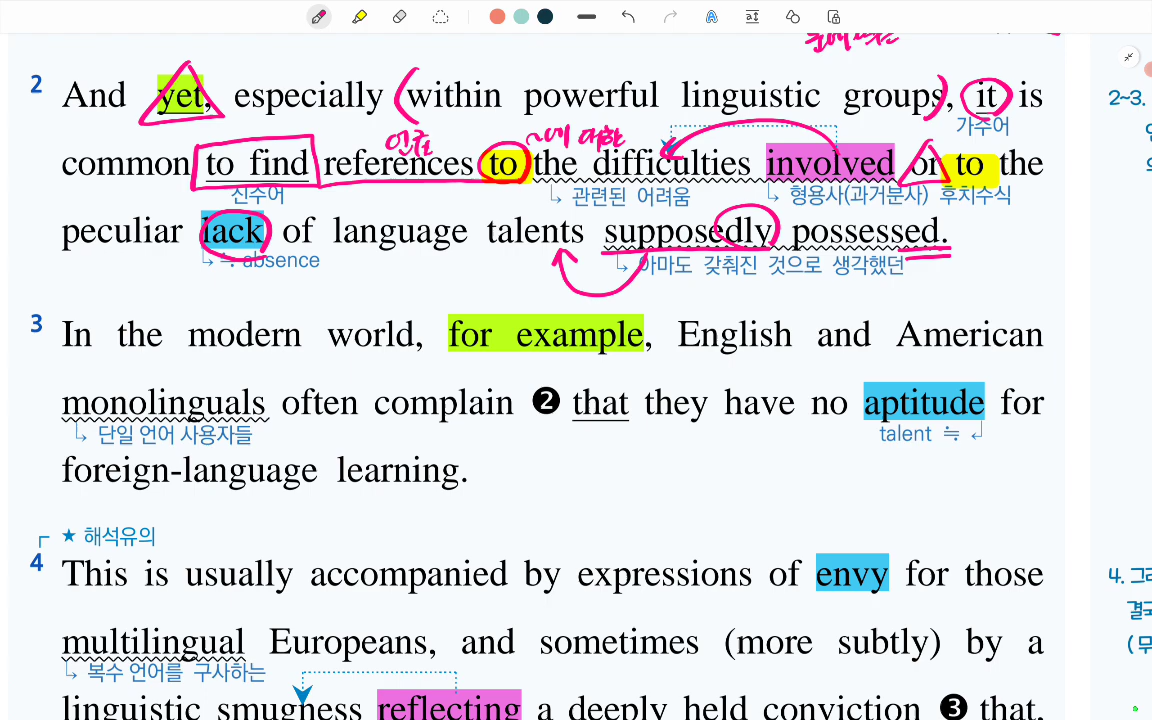 2 And yet, especially (within powerful linguistic groups), it is
가주어
2~3.
언급
~에 대한
common to find references to the difficulties involved or to the
진주어
관련된 어려움
형용사(과거분사) 후치수식
peculiar lack of language talents supposedly possessed.
≒ absence
아마도 갖춰진 것으로 생각했던
3 In the modern world, for example, English and American
monolinguals often complain ❷ that they have no aptitude for
단일 언어 사용자들
talent ≒
foreign-language learning.
★ 해석유의
4 This is usually accompanied by expressions of envy for those
4. 그러
결국
(무
multilingual Europeans, and sometimes (more subtly) by a
복수 언어를 구사하는
linguistic smugness reflecting a deeply held conviction ❸ that,